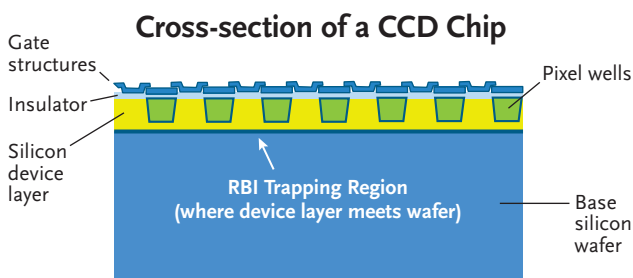 Cross-section of a CCD Chip
Gate
structures
Insulator
Silicon
device
layer
Pixel wells
RBI Trapping Region
(where device layer meets wafer)
Base
silicon
wafer